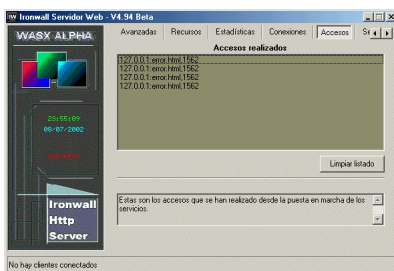 Ironwall Servidor Web - V4.94 Beta
WASX ALPHA
Avanzadas Recursos Estadísticas Conexiones Accesos
Accesos realizados
127.0.0.1:error.html,1562
127.0.0.1:error.html,1562
127.0.0.1:error.html,1562
127.0.0.1:error.html,1562
23:55:09
08/07/2002
Limpiar listado
Ironwall
Http
Server
Estas son los accesos que se han realizado desde la puesta en marcha de los
servicios.
No hay clientes conectados